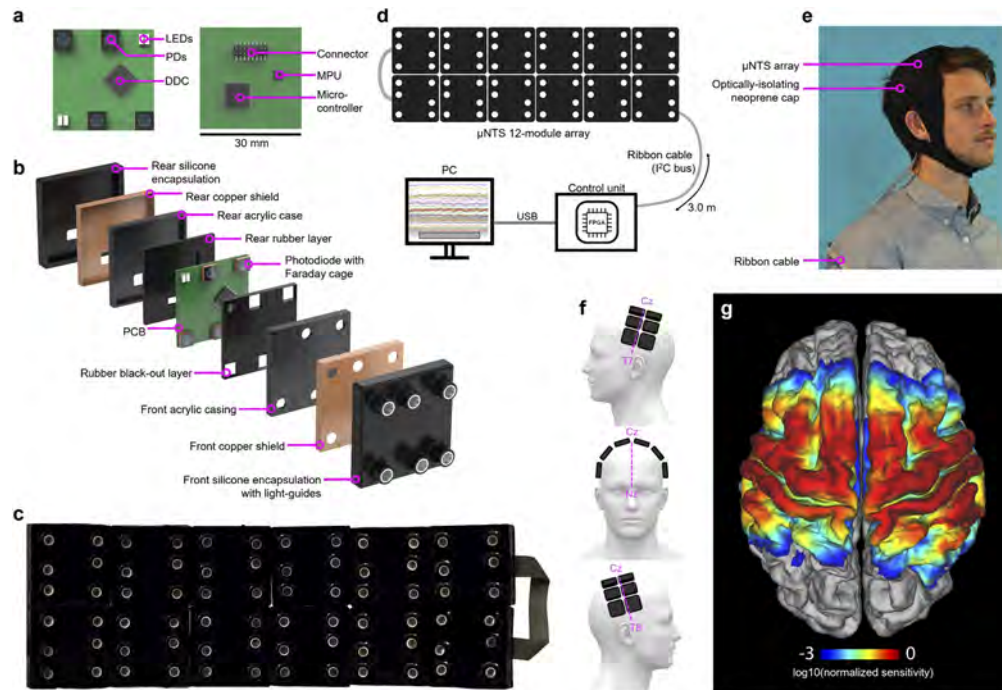 a
LEDs
PDs
DDC
Connector
MPU
Micro-
controller
30 mm
b
Rear silicone
encapsulation
Rear copper shield
Rear acrylic case
Rear rubber layer
Photodiode with
Faraday cage
PCB
Rubber black-out layer
Front acrylic casing
Front copper shield
Front silicone encapsulation
with light-guides
c
d
μNTS 12-module array
Ribbon cable
(I²C bus)
3.0 m
PC
USB
Control unit
FPGA
e
μNTS array
Optically-isolating
neoprene cap
Ribbon cable
f
Cz
T7
Cz
Nz
Cz
T8
g
-3
0
log10(normalized sensitivity)